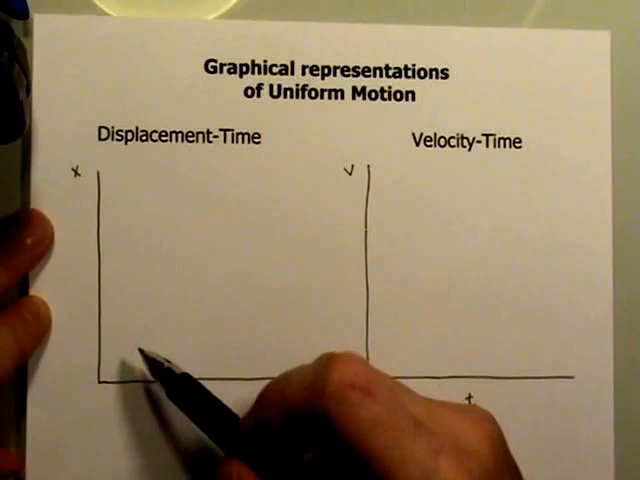 Graphical representations
of Uniform Motion
Displacement-Time
Velocity-Time
x
v
t